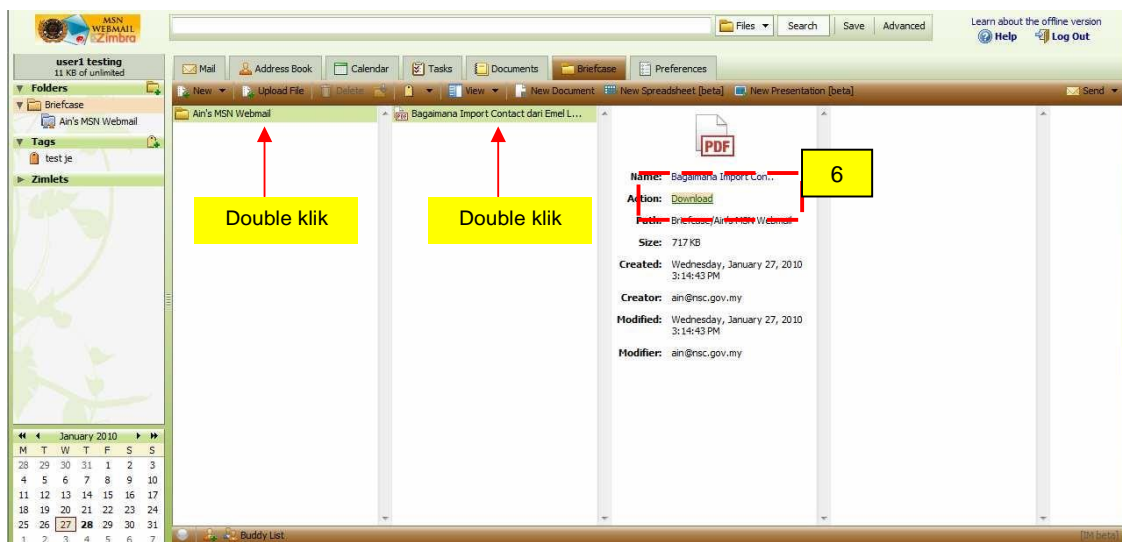 MSN
WEBMAIL
Zimbra
Files
Search
Save
Advanced
Learn about the offline version
Help
Log Out
user1 testing
11 KB of unlimited
Mail
Address Book
Calendar
Tasks
Documents
Briefcase
Preferences
Folders
New
Upload File
Delete
View
New Document
New Spreadsheet [beta]
New Presentation [beta]
Send
Briefcase
Ain's MSN Webmail
Tags
test je
Zimlets
Ain's MSN Webmail
Bagaimana Import Contact dari Emel L...
Double klik
Double klik
PDF
6
Name: Bagaimana Import Con..
Action: Download
Path: Briefcase/Ain's MSN Webmail
Size: 717 KB
Created: Wednesday, January 27, 2010
3:14:43 PM
Creator: ain@nsc.gov.my
Modified: Wednesday, January 27, 2010
3:14:43 PM
Modifier: ain@nsc.gov.my
January 2010
M T W T F S S
28 29 30 31 1 2 3
4 5 6 7 8 9 10
11 12 13 14 15 16 17
18 19 20 21 22 23 24
25 26 27 28 29 30 31
1 2 3 4 5 6 7
Buddy List
[IM beta]